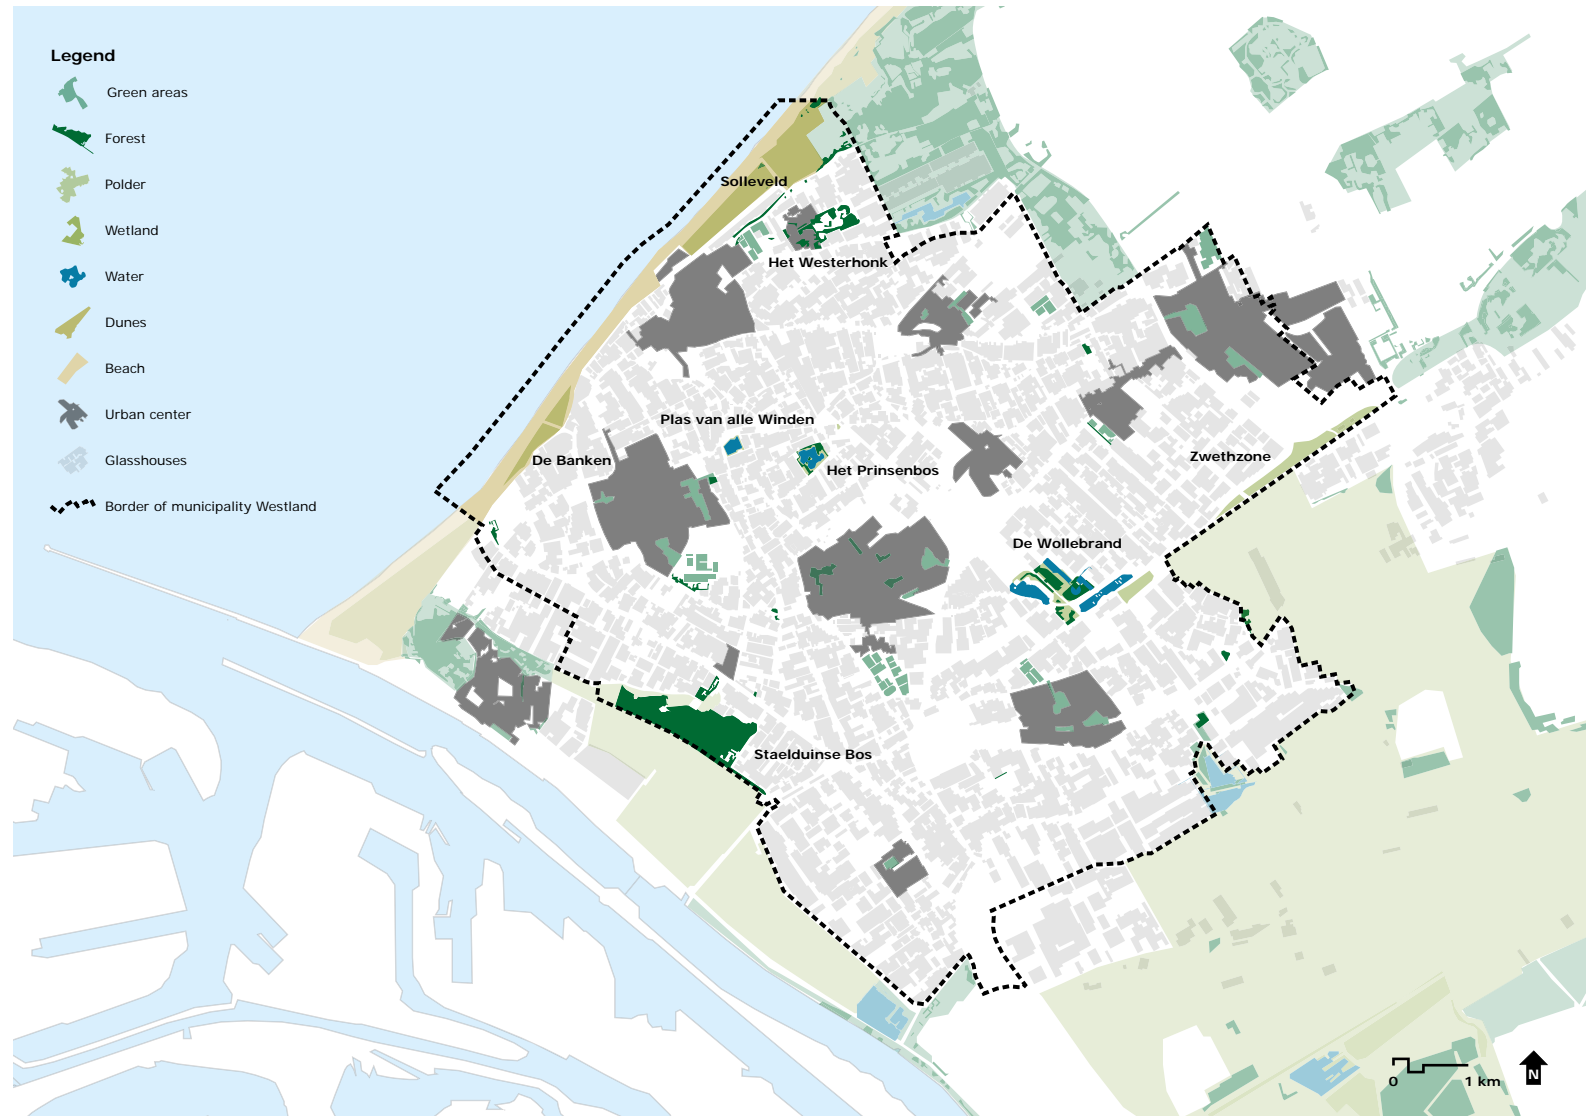 Legend
Green areas
Forest
Polder
Wetland
Water
Dunes
Beach
Urban center
Glasshouses
Border of municipality Westland
Solleveld
Het Westerhonk
Plas van alle Winden
De Banken
Het Prinsenbos
Zwethzone
De Wollebrand
Staelduinse Bos
0 1 km
N